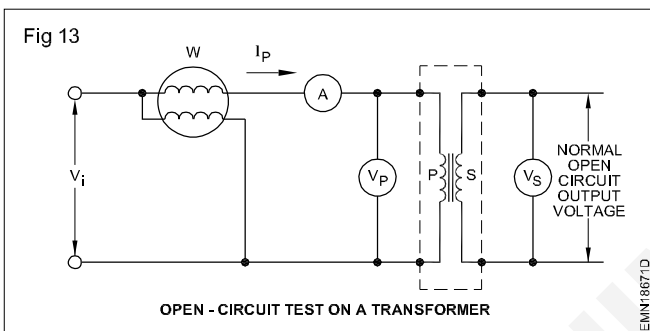 Fig 13
W
I_P
A
V_i
V_P
P
S
V_S
NORMAL
OPEN
CIRCUIT
OUTPUT
VOLTAGE
OPEN - CIRCUIT TEST ON A TRANSFORMER
EMN18671D